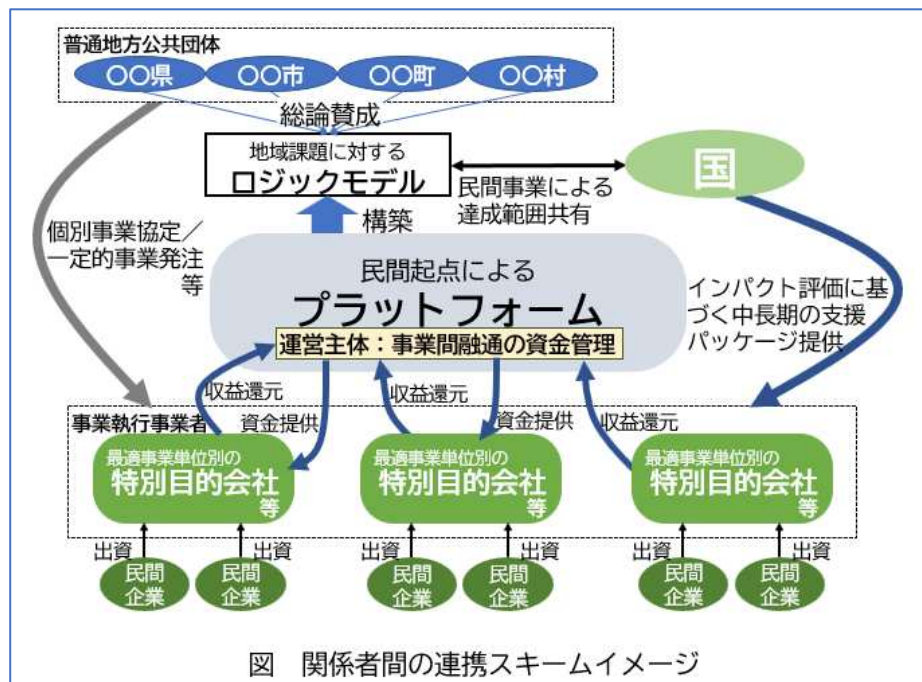 普通地方公共団体
〇〇県
〇〇市
〇〇町
〇〇村
総論賛成
地域課題に対する
ロジックモデル
国
民間事業による
達成範囲共有
構築
個別事業協定／
一定的事業発注
等
民間起点による
プラットフォーム
運営主体：事業間融通の資金管理
インパクト評価に基
づく中長期の支援
パッケージ提供
収益還元
資金提供
収益還元
資金提供
収益還元
事業執行事業者
最適事業単位別の
特別目的会社
等
最適事業単位別の
特別目的会社
等
最適事業単位別の
特別目的会社
等
出資
出資
出資
出資
出資
出資
民間
企業
民間
企業
民間
企業
民間
企業
民間
企業
民間
企業
図　関係者間の連携スキームイメージ